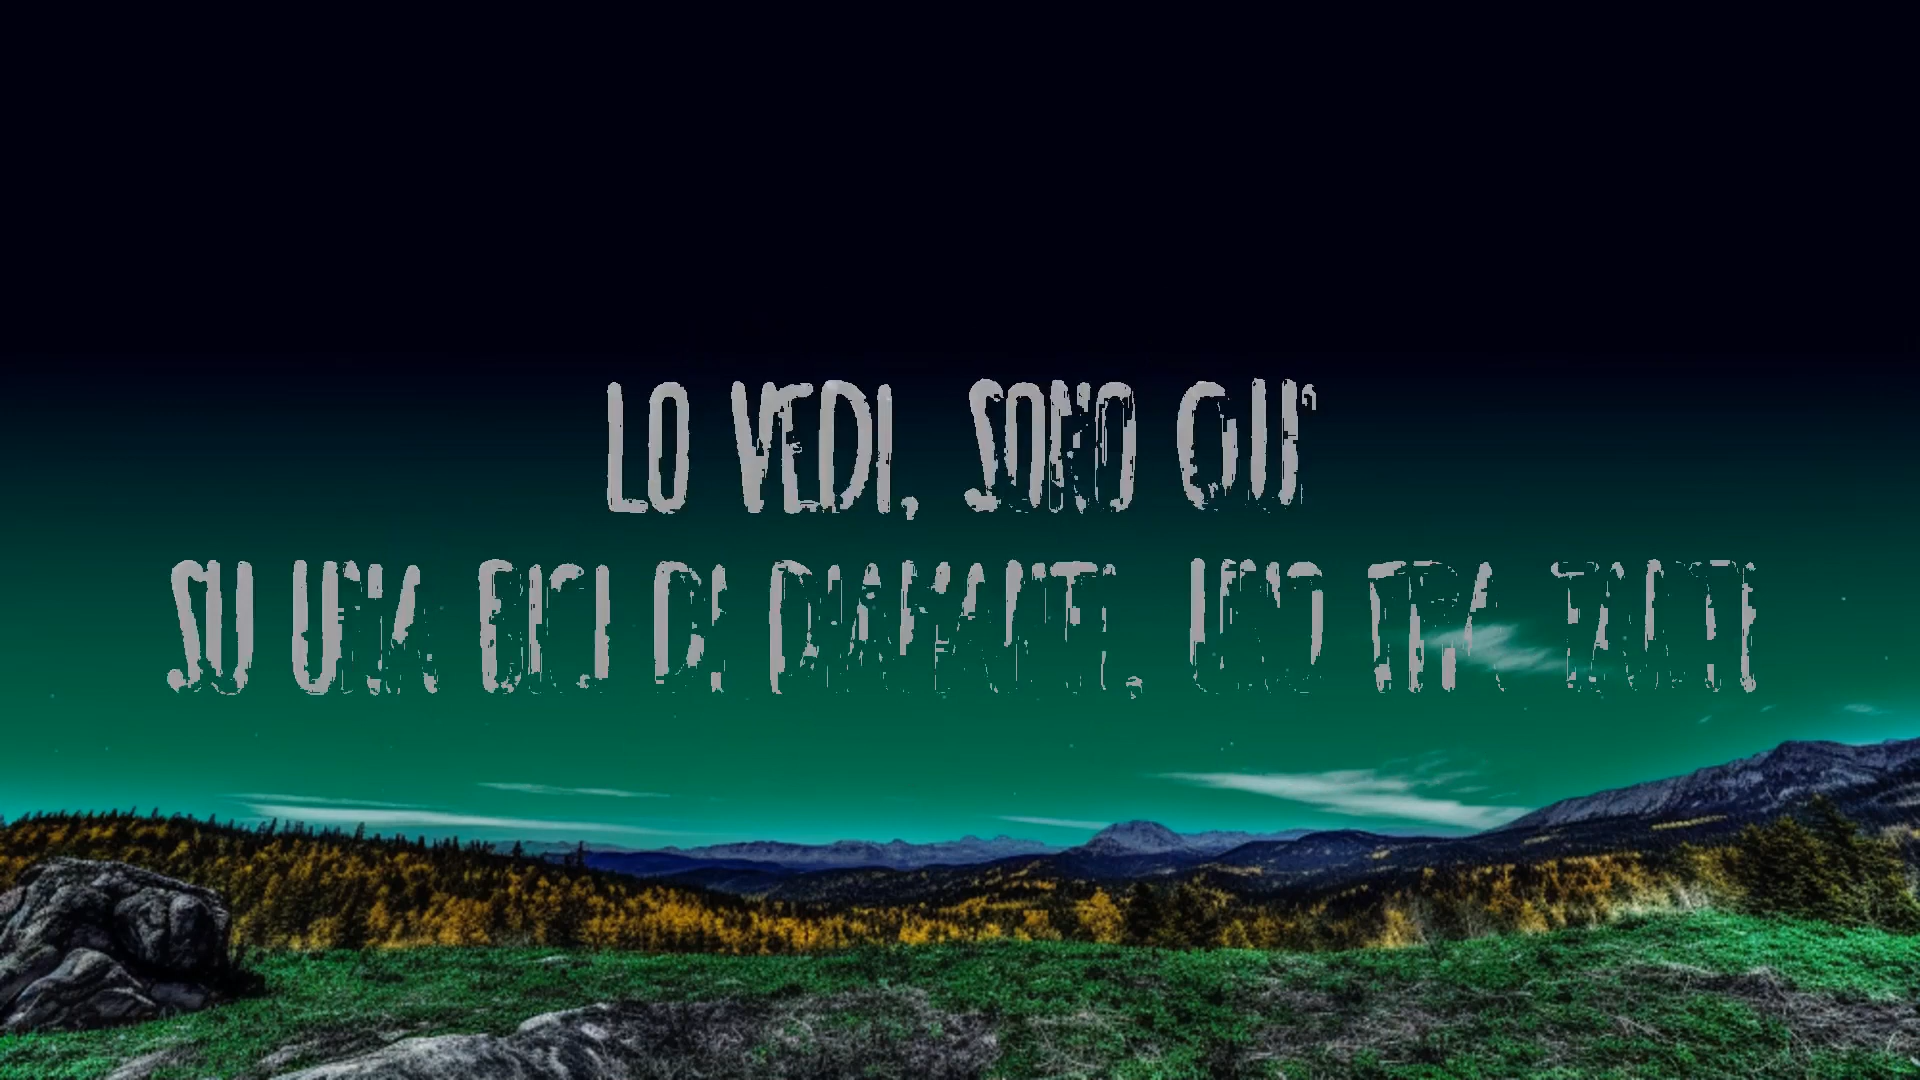 LO VEDI, SONO QUI'
SU UNA BICI DI DIAMANTE, UNO TRA TANTI